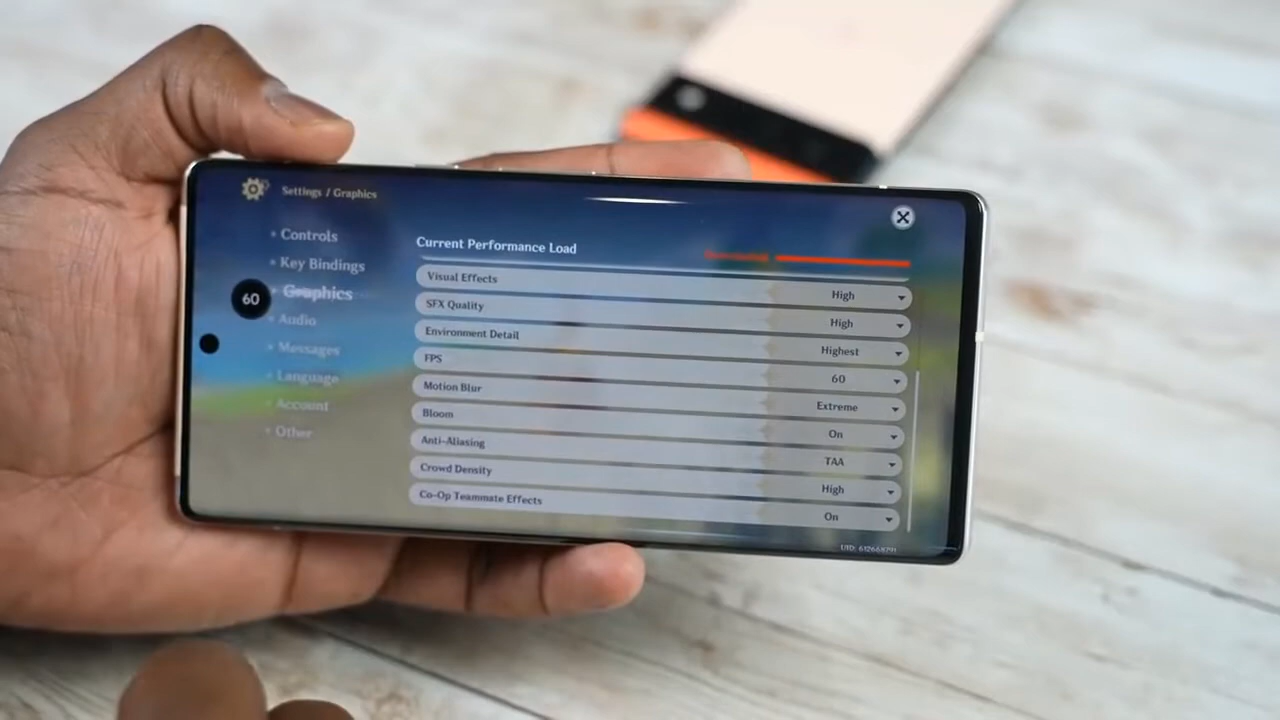 Settings / Graphics
Controls
Key Bindings
Graphics
Audio
Messages
Language
Account
Other
60
Current Performance Load
Visual Effects High
SFX Quality High
Environment Detail Highest
FPS 60
Motion Blur Extreme
Bloom On
Anti-Aliasing TAA
Crowd Density High
Co-Op Teammate Effects On